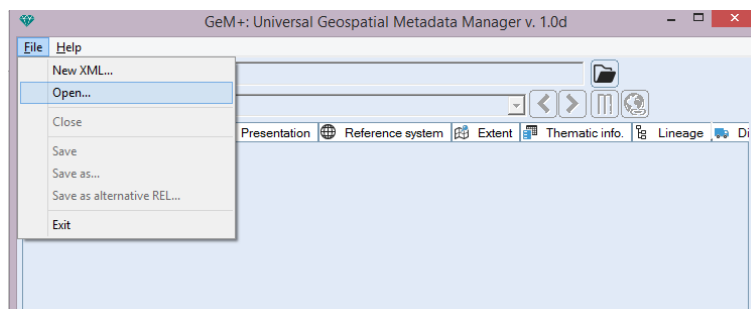 GeM+: Universal Geospatial Metadata Manager v. 1.0d
File Help
New XML...
Open...
Close
Presentation Reference system Extent Thematic info. Lineage Di
Save
Save as...
Save as alternative REL...
Exit